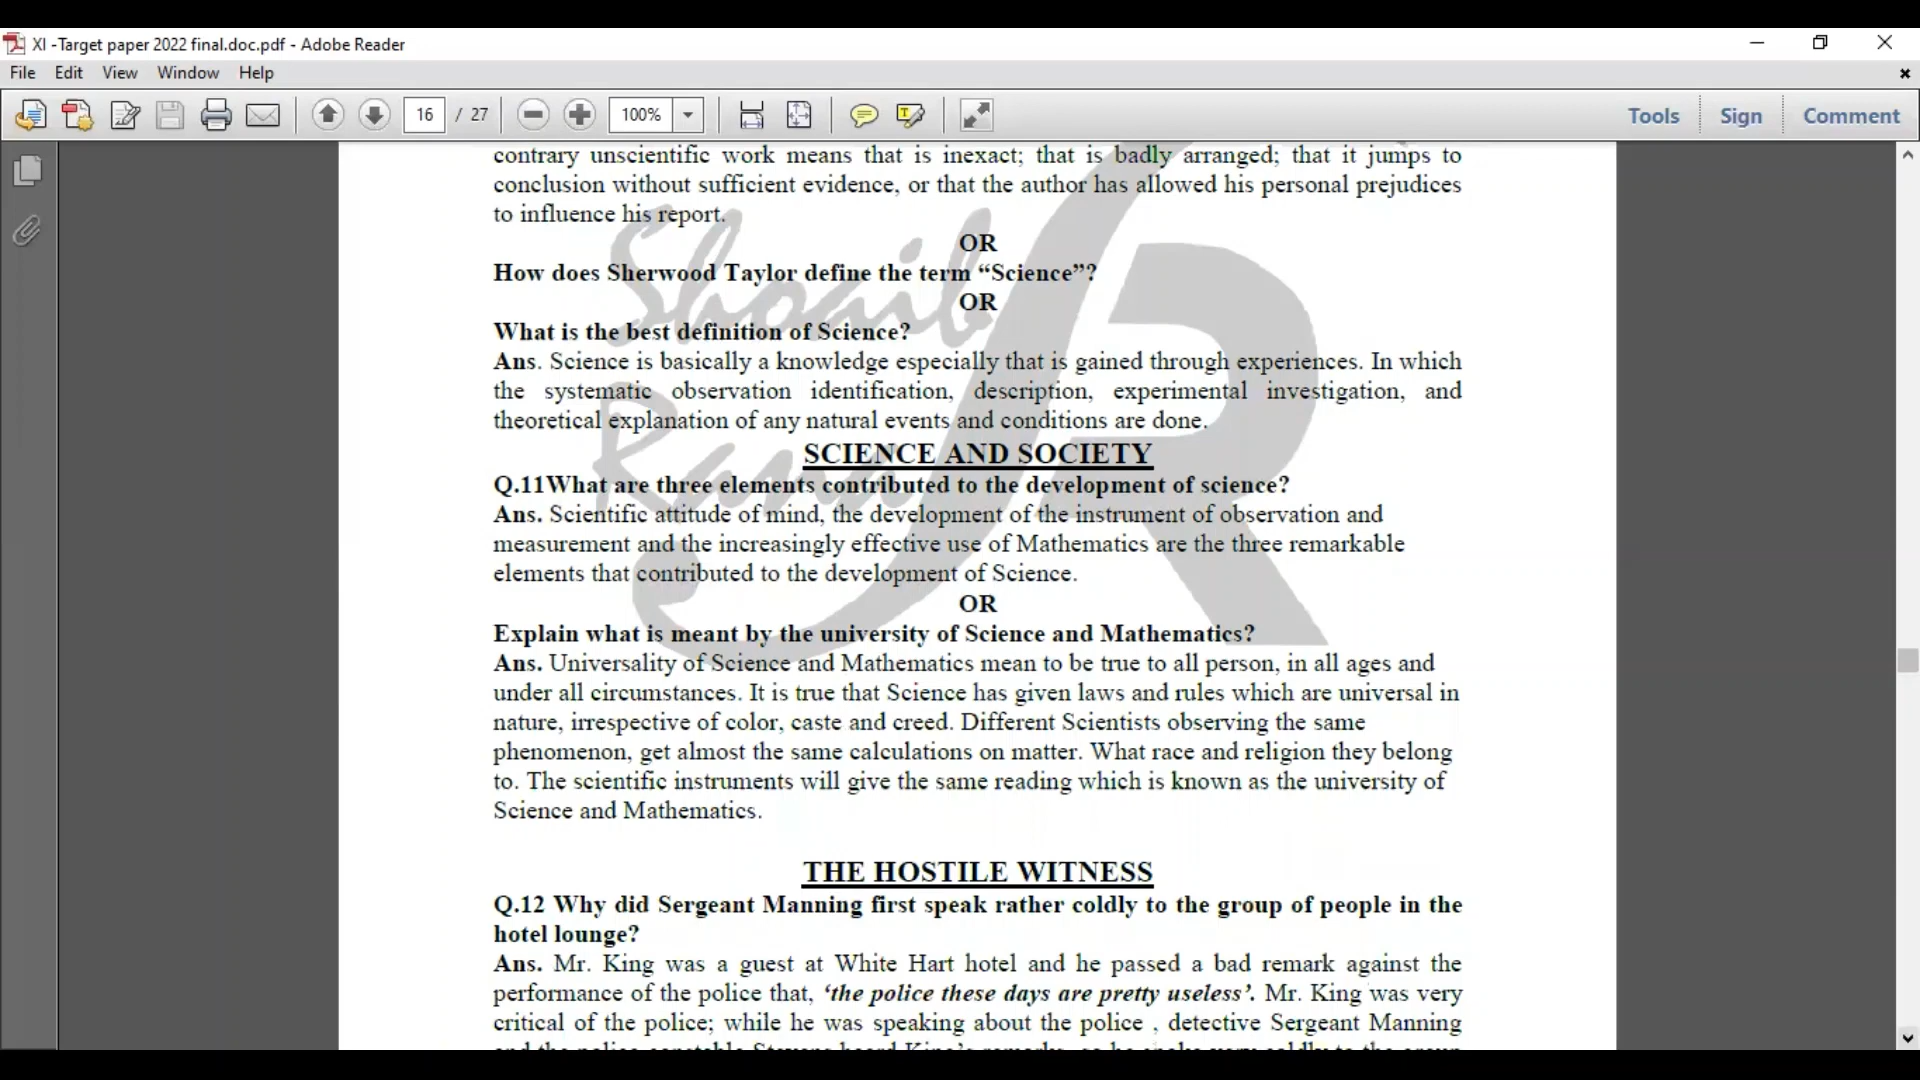 XI -Target paper 2022 final.doc.pdf - Adobe Reader
File Edit View Window Help
16 / 27 100% Tools Sign Comment
contrary unscientific work means that is inexact; that is badly arranged; that it jumps to
conclusion without sufficient evidence, or that the author has allowed his personal prejudices
to influence his report.
OR
How does Sherwood Taylor define the term “Science”?
OR
What is the best definition of Science?
Ans. Science is basically a knowledge especially that is gained through experiences. In which
the systematic observation identification, description, experimental investigation, and
theoretical explanation of any natural events and conditions are done.
SCIENCE AND SOCIETY
Q.11What are three elements contributed to the development of science?
Ans. Scientific attitude of mind, the development of the instrument of observation and
measurement and the increasingly effective use of Mathematics are the three remarkable
elements that contributed to the development of Science.
OR
Explain what is meant by the university of Science and Mathematics?
Ans. Universality of Science and Mathematics mean to be true to all person, in all ages and
under all circumstances. It is true that Science has given laws and rules which are universal in
nature, irrespective of color, caste and creed. Different Scientists observing the same
phenomenon, get almost the same calculations on matter. What race and religion they belong
to. The scientific instruments will give the same reading which is known as the university of
Science and Mathematics.
THE HOSTILE WITNESS
Q.12 Why did Sergeant Manning first speak rather coldly to the group of people in the
hotel lounge?
Ans. Mr. King was a guest at White Hart hotel and he passed a bad remark against the
performance of the police that, ‘the police these days are pretty useless’. Mr. King was very
critical of the police; while he was speaking about the police , detective Sergeant Manning
Shoaib
Rana